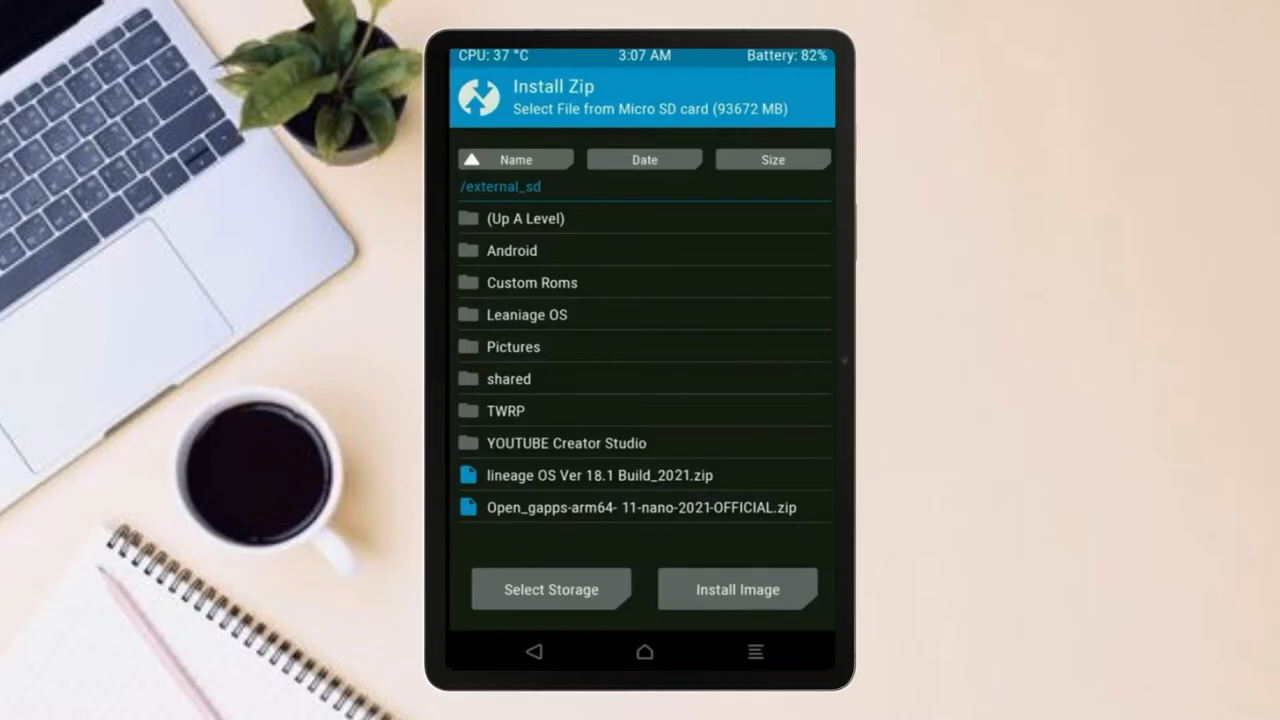 CPU: 37 °C 3:07 AM Battery: 82%
Install Zip
Select File from Micro SD card (93672 MB)
Name Date Size
/external_sd
(Up A Level)
Android
Custom Roms
Leaniage OS
Pictures
shared
TWRP
YOUTUBE Creator Studio
lineage OS Ver 18.1 Build_2021.zip
Open_gapps-arm64- 11-nano-2021-OFFICIAL.zip
Select Storage Install Image